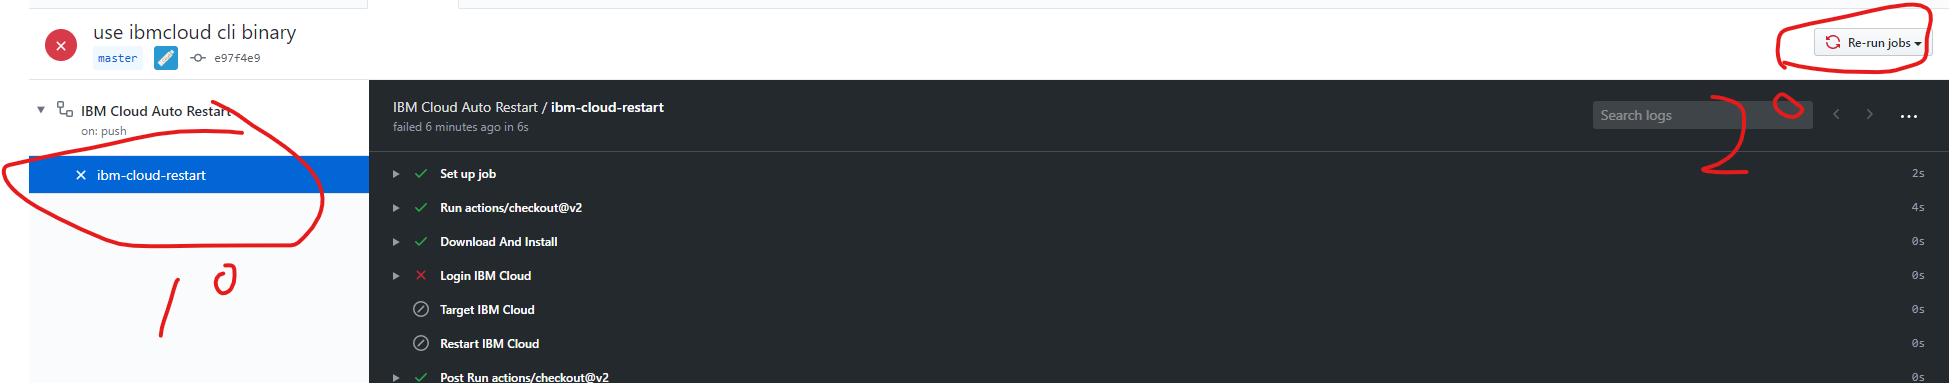 use ibmcloud cli binary
master e97f4e9
Re-run jobs
IBM Cloud Auto Restart
on: push
ibm-cloud-restart
1°
IBM Cloud Auto Restart / ibm-cloud-restart
failed 6 minutes ago in 6s
Search logs
2°
Set up job 2s
Run actions/checkout@v2 4s
Download And Install 0s
Login IBM Cloud 0s
Target IBM Cloud 0s
Restart IBM Cloud 0s
Post Run actions/checkout@v2 0s